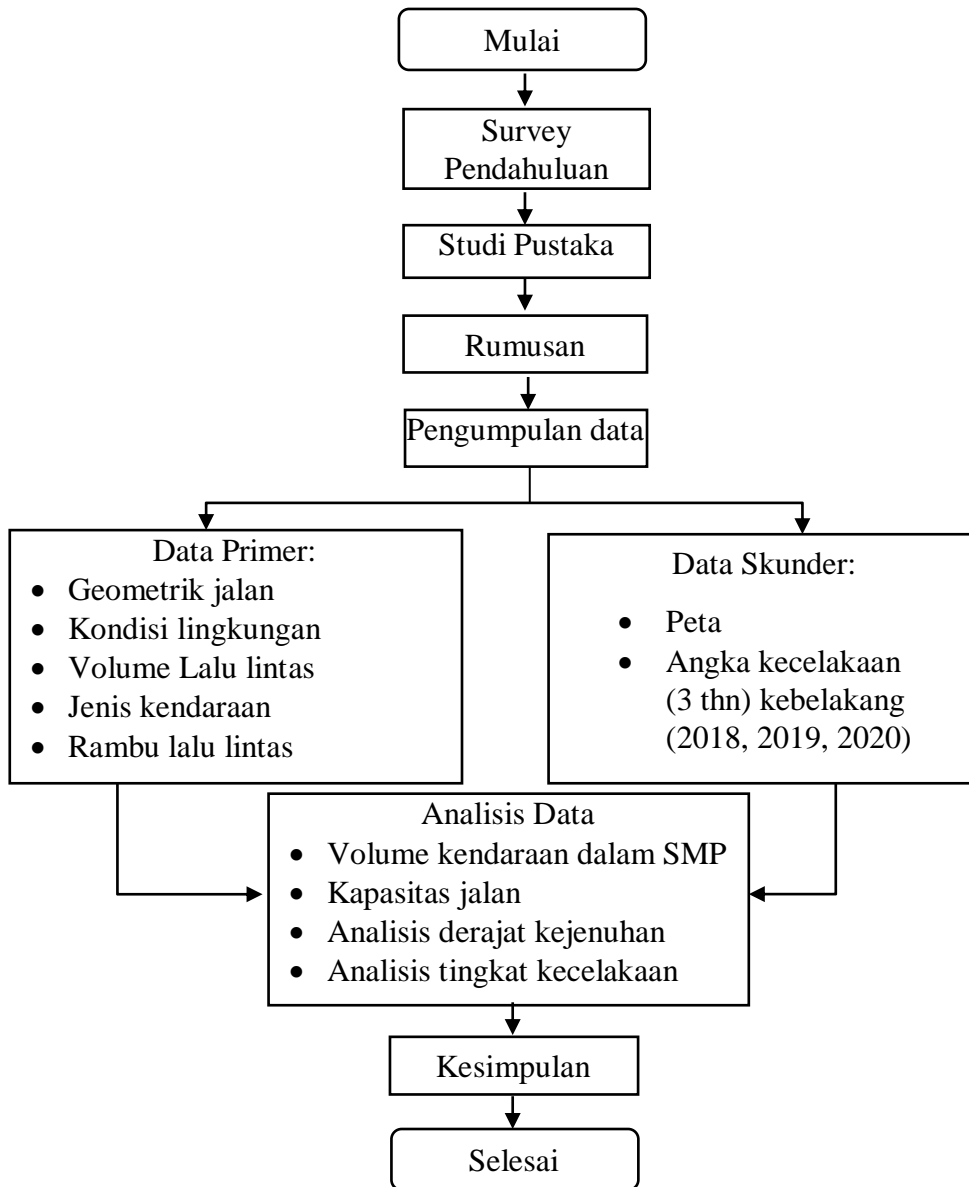 Mulai
Survey
Pendahuluan
Studi Pustaka
Rumusan
Pengumpulan data
Data Primer:
• Geometrik jalan
• Kondisi lingkungan
• Volume Lalu lintas
• Jenis kendaraan
• Rambu lalu lintas
Data Skunder:
• Peta
• Angka kecelakaan
(3 thn) kebelakang
(2018, 2019, 2020)
Analisis Data
• Volume kendaraan dalam SMP
• Kapasitas jalan
• Analisis derajat kejenuhan
• Analisis tingkat kecelakaan
Kesimpulan
Selesai